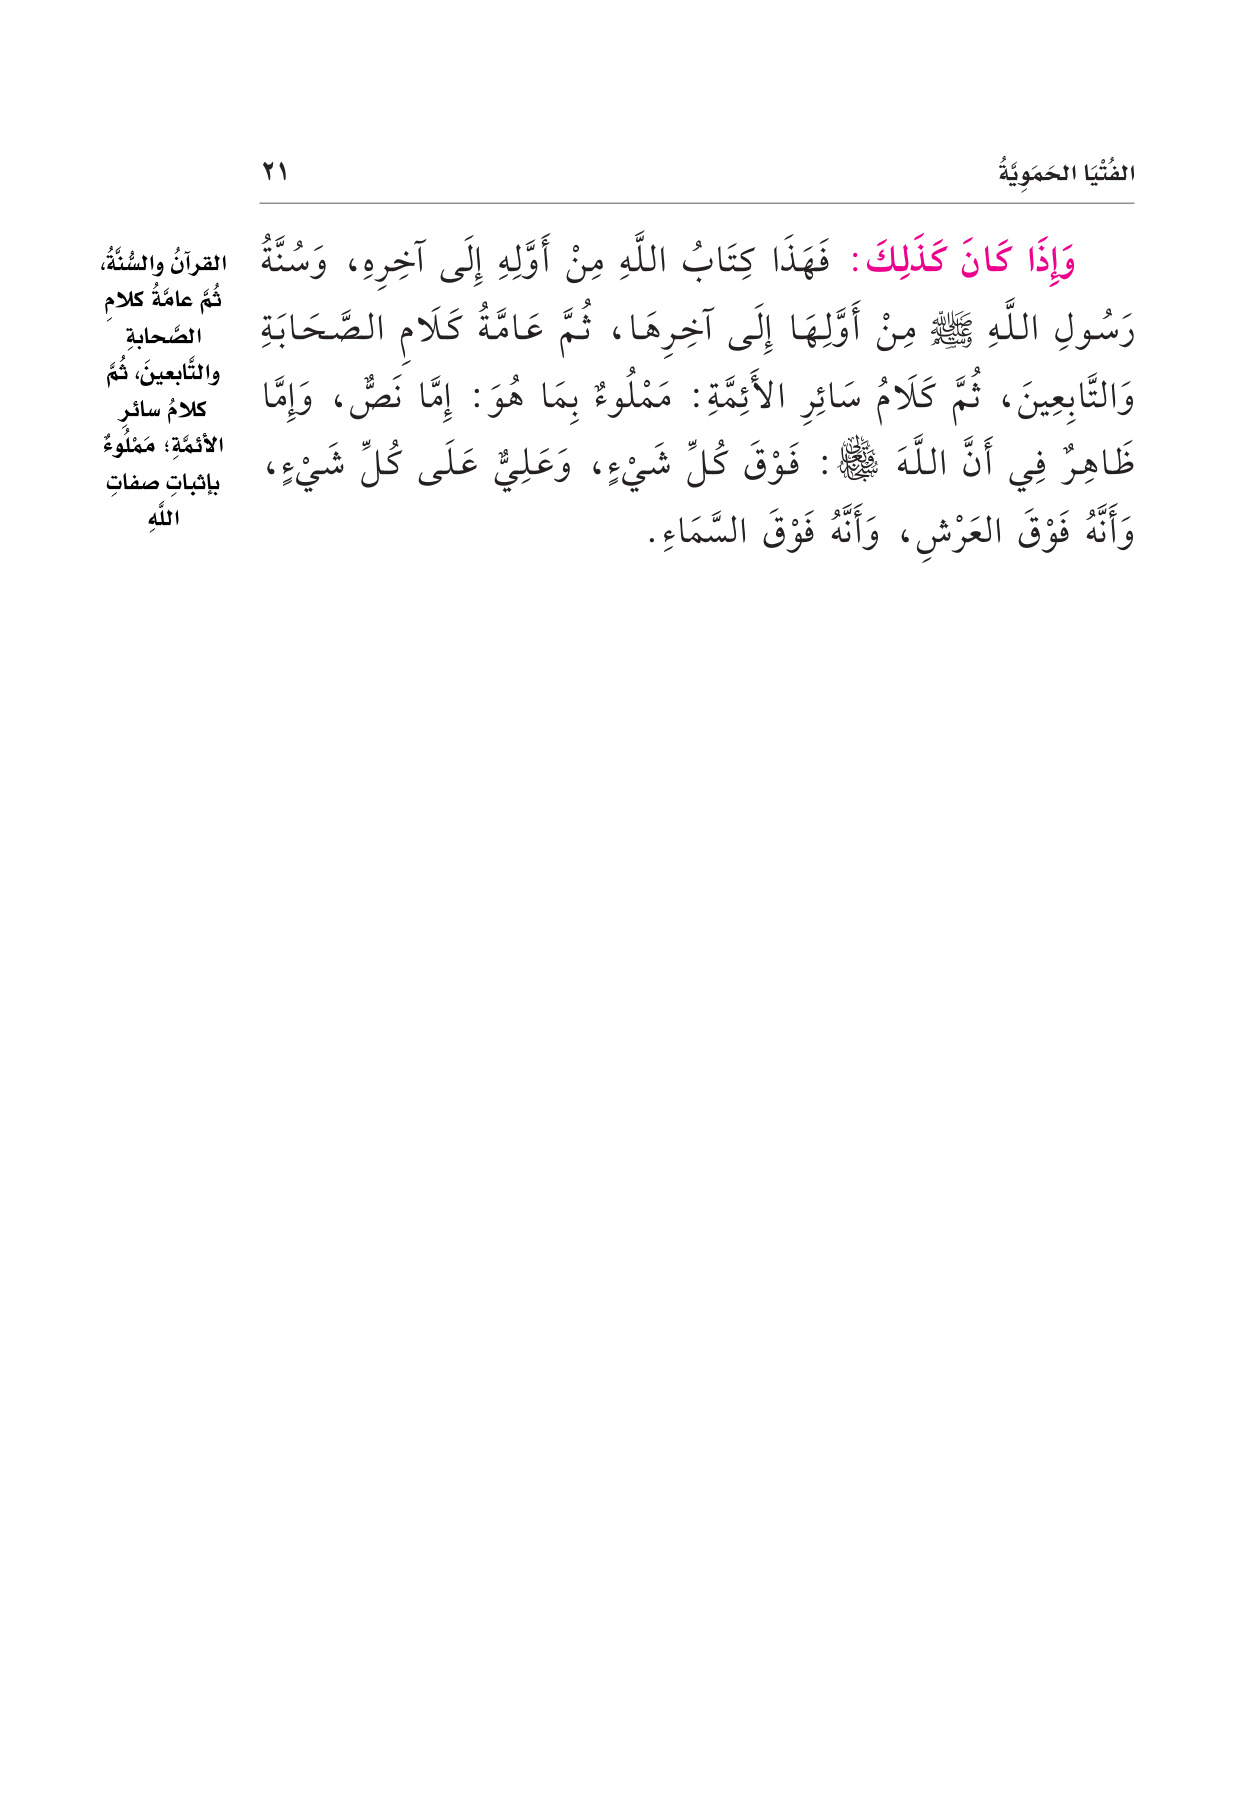 الفُتْيَا الحَمَوِيَّةُ
٢١
وَإِذَا كَانَ كَذَلِكَ: فَهَذَا كِتَابُ اللَّهِ مِنْ أَوَّلِهِ إِلَى آخِرِهِ، وَسُنَّةُ
رَسُولِ اللَّهِ ﷺ مِنْ أَوَّلِهَا إِلَى آخِرِهَا، ثُمَّ عَامَّةُ كَلَامِ الصَّحَابَةِ
وَالتَّابِعِينَ، ثُمَّ كَلَامُ سَائِرِ الأَئِمَّةِ: مَمْلُوءٌ بِمَا هُوَ: إِمَّا نَصٌّ، وَإِمَّا
ظَاهِرٌ فِي أَنَّ اللَّهَ سُبْحَانَهُ وَتَعَالَى: فَوْقَ كُلِّ شَيْءٍ، وَعَلِيٌّ عَلَى كُلِّ شَيْءٍ،
وَأَنَّهُ فَوْقَ العَرْشِ، وَأَنَّهُ فَوْقَ السَّمَاءِ.
القرآنُ والسُّنَّةُ،
ثُمَّ عامَّةُ كلامِ
الصَّحابةِ
والتَّابعينَ، ثُمَّ
كلامُ سائرِ
الأئمَّةِ؛ مَمْلُوءٌ
بإثباتِ صفاتِ
اللَّهِ